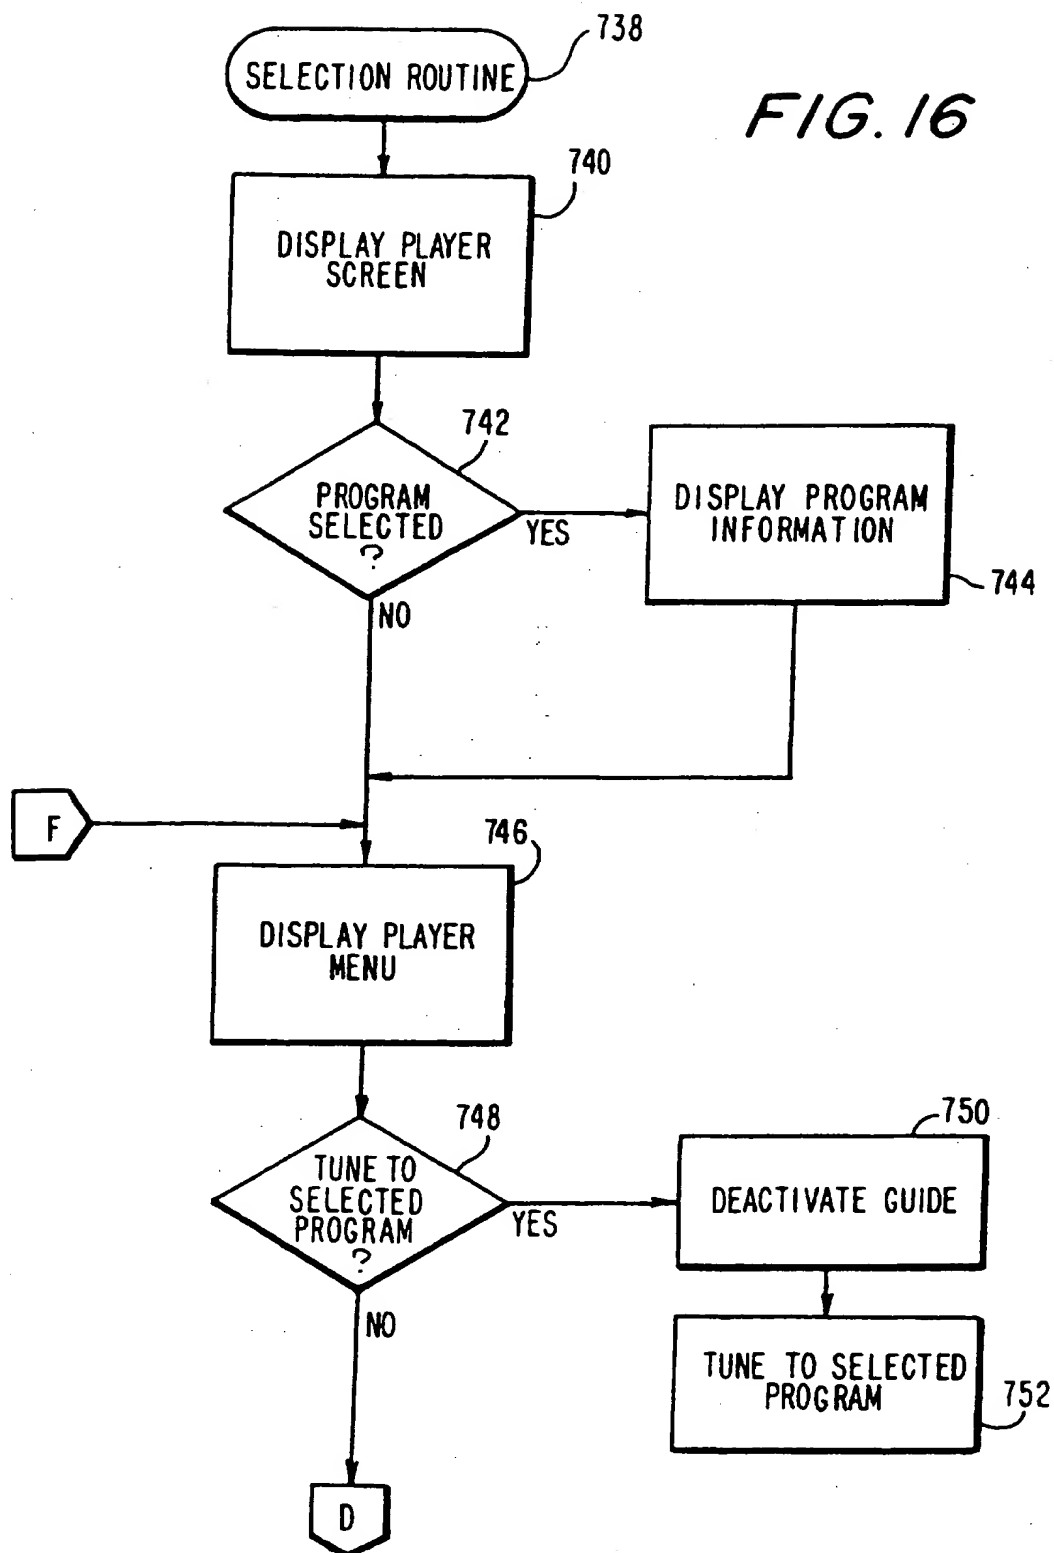 738
SELECTION ROUTINE
FIG. 16
740
DISPLAY PLAYER
SCREEN
742
PROGRAM
SELECTED
?
YES
DISPLAY PROGRAM
INFORMATION
744
NO
F
746
DISPLAY PLAYER
MENU
748
TUNE TO
SELECTED
PROGRAM
?
YES
750
DEACTIVATE GUIDE
NO
TUNE TO SELECTED
PROGRAM
752
D